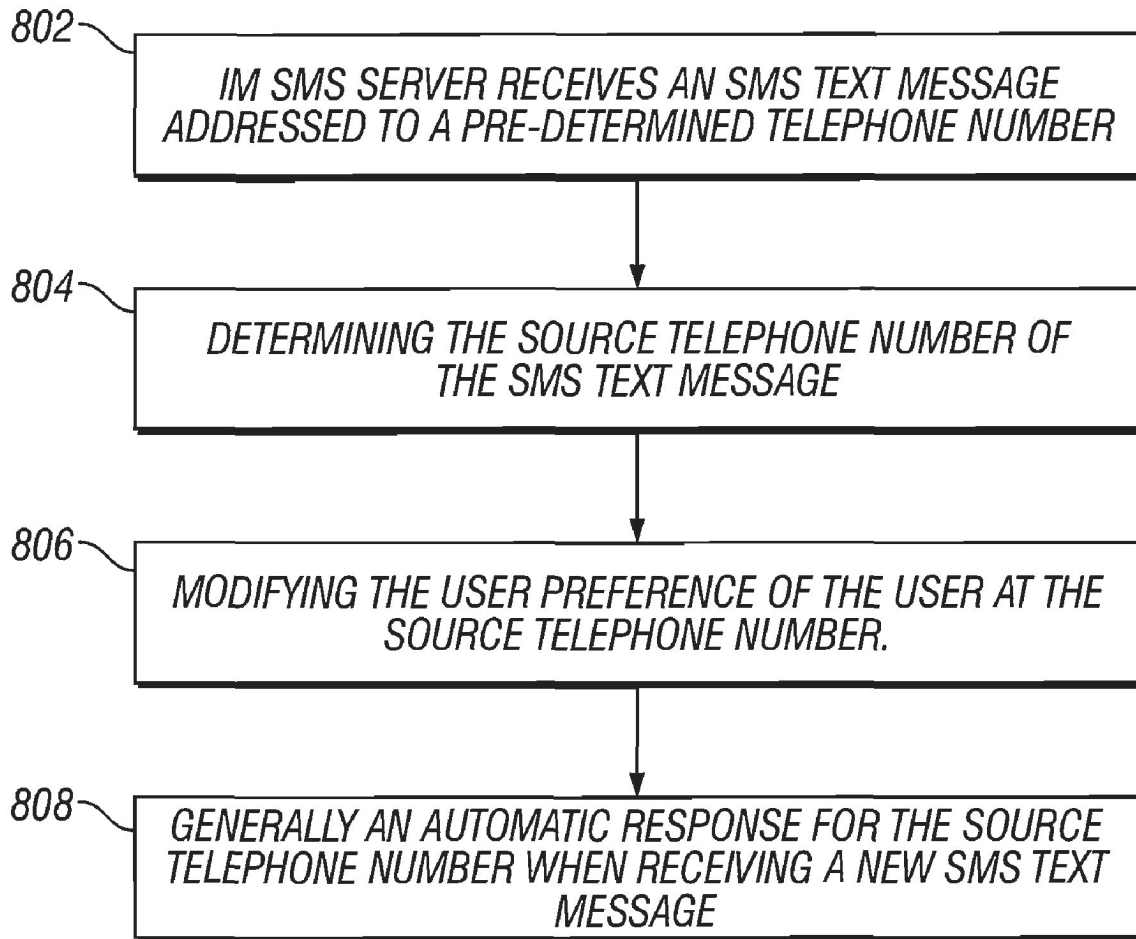 802
IM SMS SERVER RECEIVES AN SMS TEXT MESSAGE
ADDRESSED TO A PRE-DETERMINED TELEPHONE NUMBER
804
DETERMINING THE SOURCE TELEPHONE NUMBER OF
THE SMS TEXT MESSAGE
806
MODIFYING THE USER PREFERENCE OF THE USER AT THE
SOURCE TELEPHONE NUMBER.
808
GENERALLY AN AUTOMATIC RESPONSE FOR THE SOURCE
TELEPHONE NUMBER WHEN RECEIVING A NEW SMS TEXT
MESSAGE